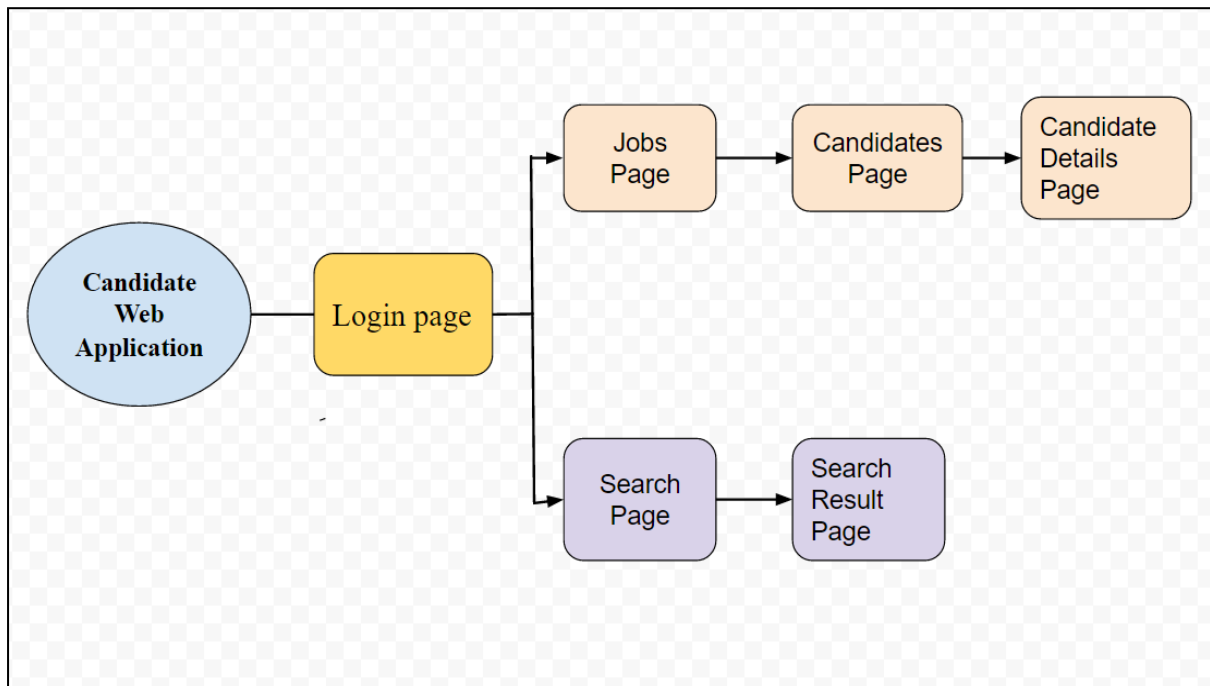 Candidate
Web
Application
Login page
Jobs
Page
Candidates
Page
Candidate
Details
Page
Search
Page
Search
Result
Page